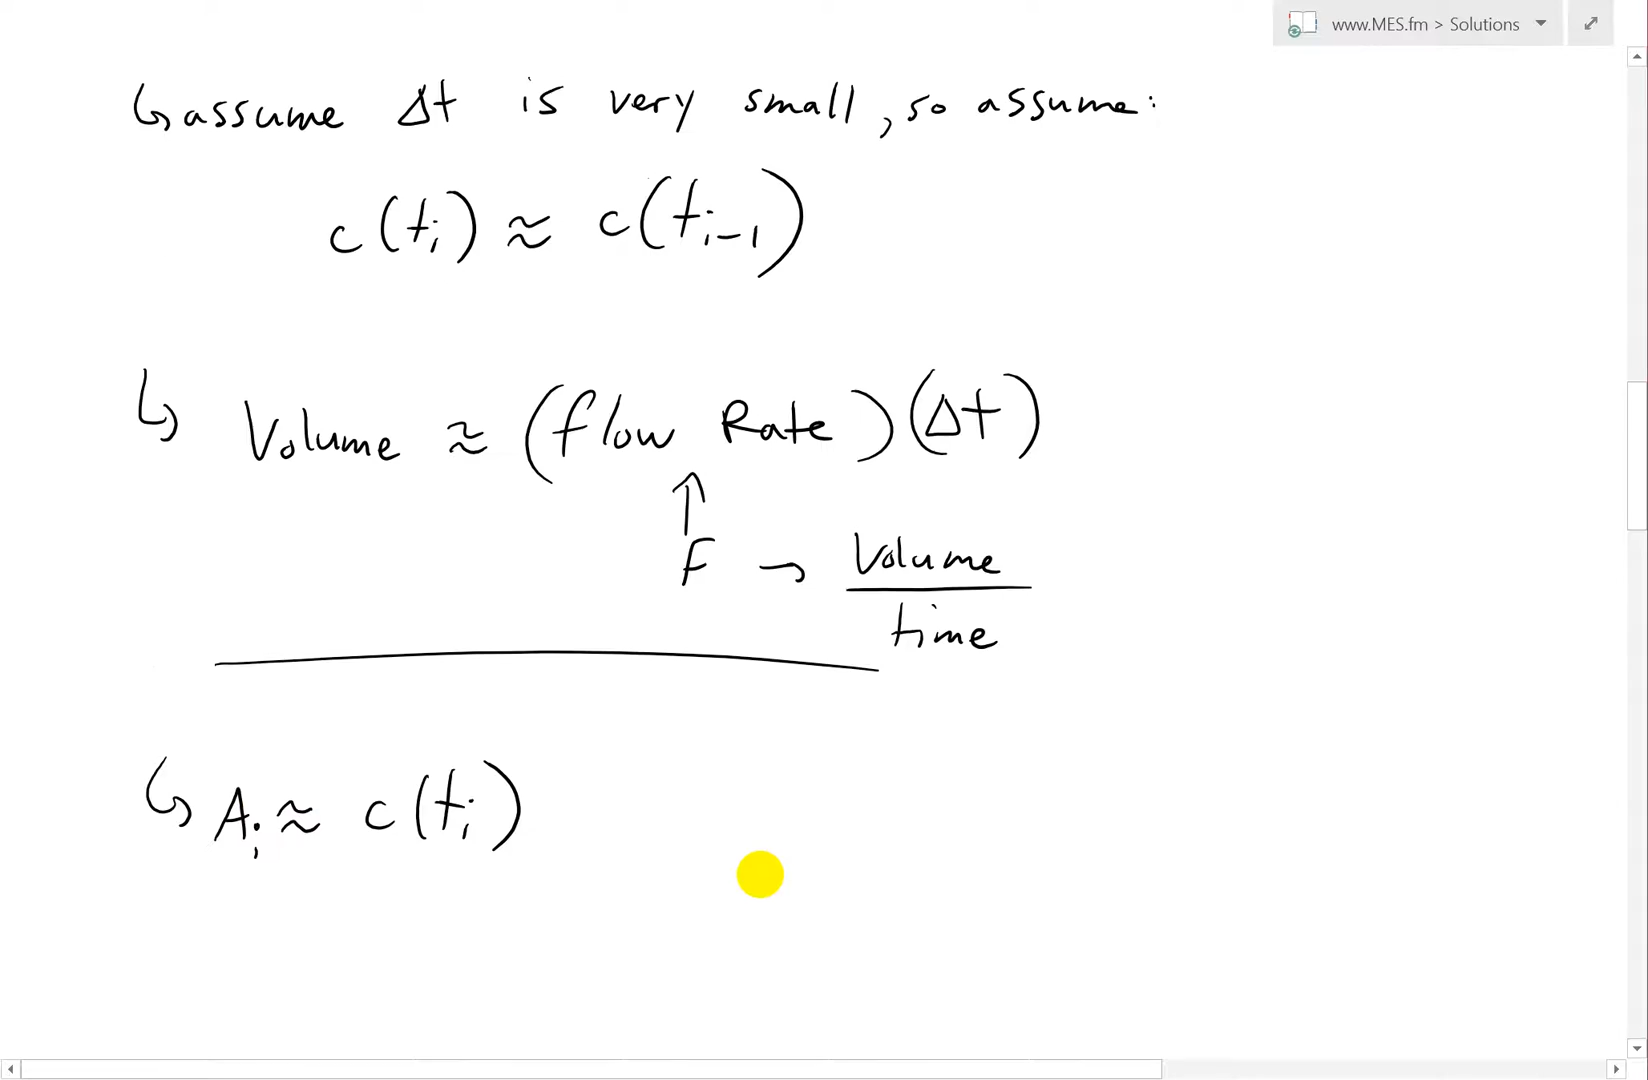 www.MES.fm > Solutions
↳ assume Δt is very small, so assume:
c(tᵢ) ≈ c(tᵢ₋₁)
↳ Volume ≈ (flow Rate)(Δt)
↑
F → Volume
time
↳ Aᵢ ≈ c(tᵢ)